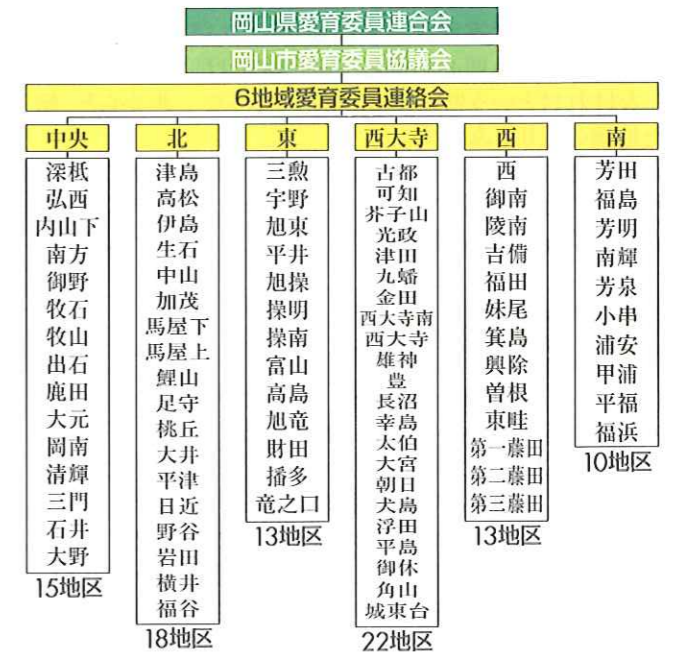 岡山県愛育委員連合会
岡山市愛育委員協議会
6地域愛育委員連絡会
中央
深柢
弘西
内山下
南方
御野
牧石
牧山
出石
鹿田
大元
岡南
清輝
三門
石井
大野
15地区
北
津島
高松
伊島
生石
中山
加茂
馬屋下
馬屋上
鯉山
足守
桃丘
大井
平津
日近
野谷
岩田
横井
福谷
18地区
東
三勲
宇野
旭東
平井
旭操
操明
操南
富山
高島
旭竜
財田
播多
竜之口
13地区
西大寺
古都
可知
芥子山
光政
津田
九蟠
金田
西大寺南
西大寺
雄神
豊
長沼
幸島
太伯
大宮
朝日
犬島
浮田
平島
御休
角山
城東台
22地区
西
西
御南
陵南
吉備
福田
妹尾
箕島
興除
曽根
東畦
第一藤田
第二藤田
第三藤田
13地区
南
芳田
福島
芳明
南輝
芳泉
小串
浦安
甲浦
平福
福浜
10地区